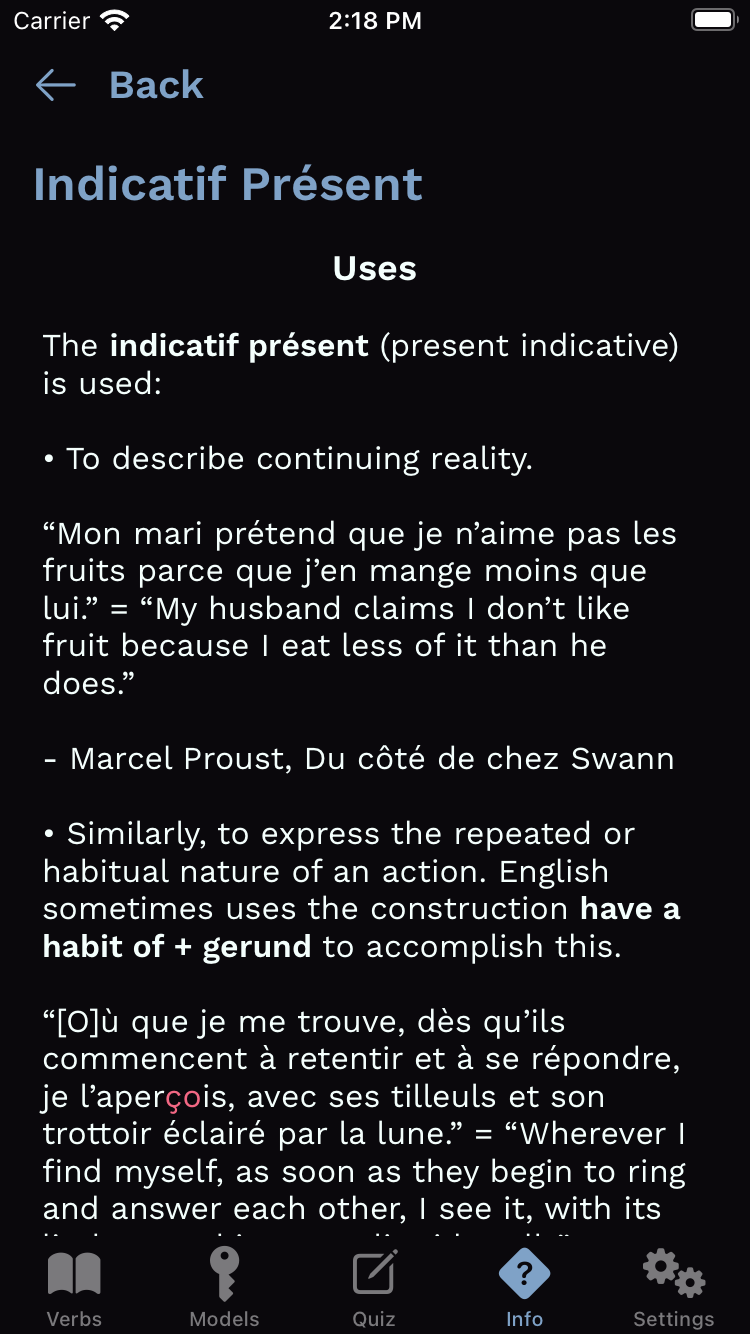 Carrier
2:18 PM
Back
Indicatif Présent
Uses
The indicatif présent (present indicative)
is used:
• To describe continuing reality.
“Mon mari prétend que je n’aime pas les
fruits parce que j’en mange moins que
lui.” = “My husband claims I don’t like
fruit because I eat less of it than he
does.”
- Marcel Proust, Du côté de chez Swann
• Similarly, to express the repeated or
habitual nature of an action. English
sometimes uses the construction have a
habit of + gerund to accomplish this.
“[O]ù que je me trouve, dès qu’ils
commencent à retentir et à se répondre,
je l’aperçois, avec ses tilleuls et son
trottoir éclairé par la lune.” = “Wherever I
find myself, as soon as they begin to ring
and answer each other, I see it, with its
Verbs
Models
Quiz
?
Info
Settings